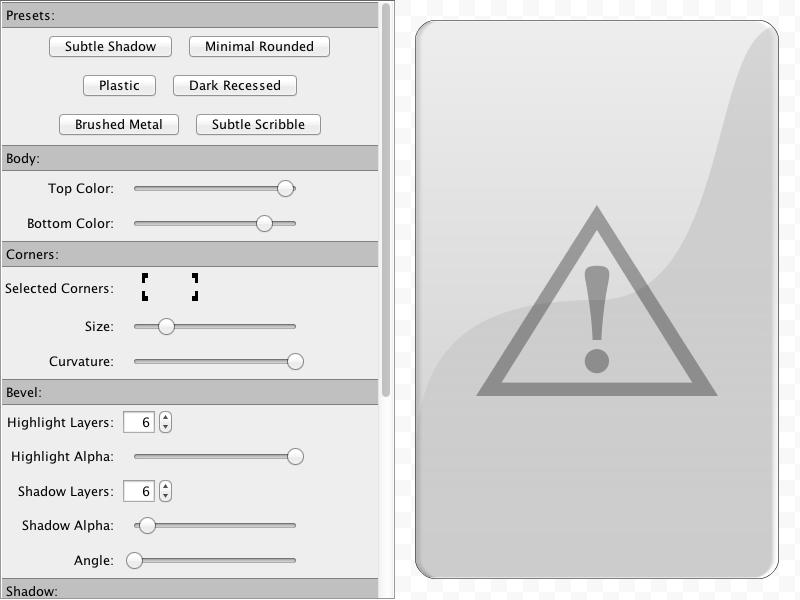 Presets:
Subtle Shadow Minimal Rounded
Plastic Dark Recessed
Brushed Metal Subtle Scribble
Body:
Top Color:
Bottom Color:
Corners:
Selected Corners:
Size:
Curvature:
Bevel:
Highlight Layers: 6
Highlight Alpha:
Shadow Layers: 6
Shadow Alpha:
Angle:
Shadow: